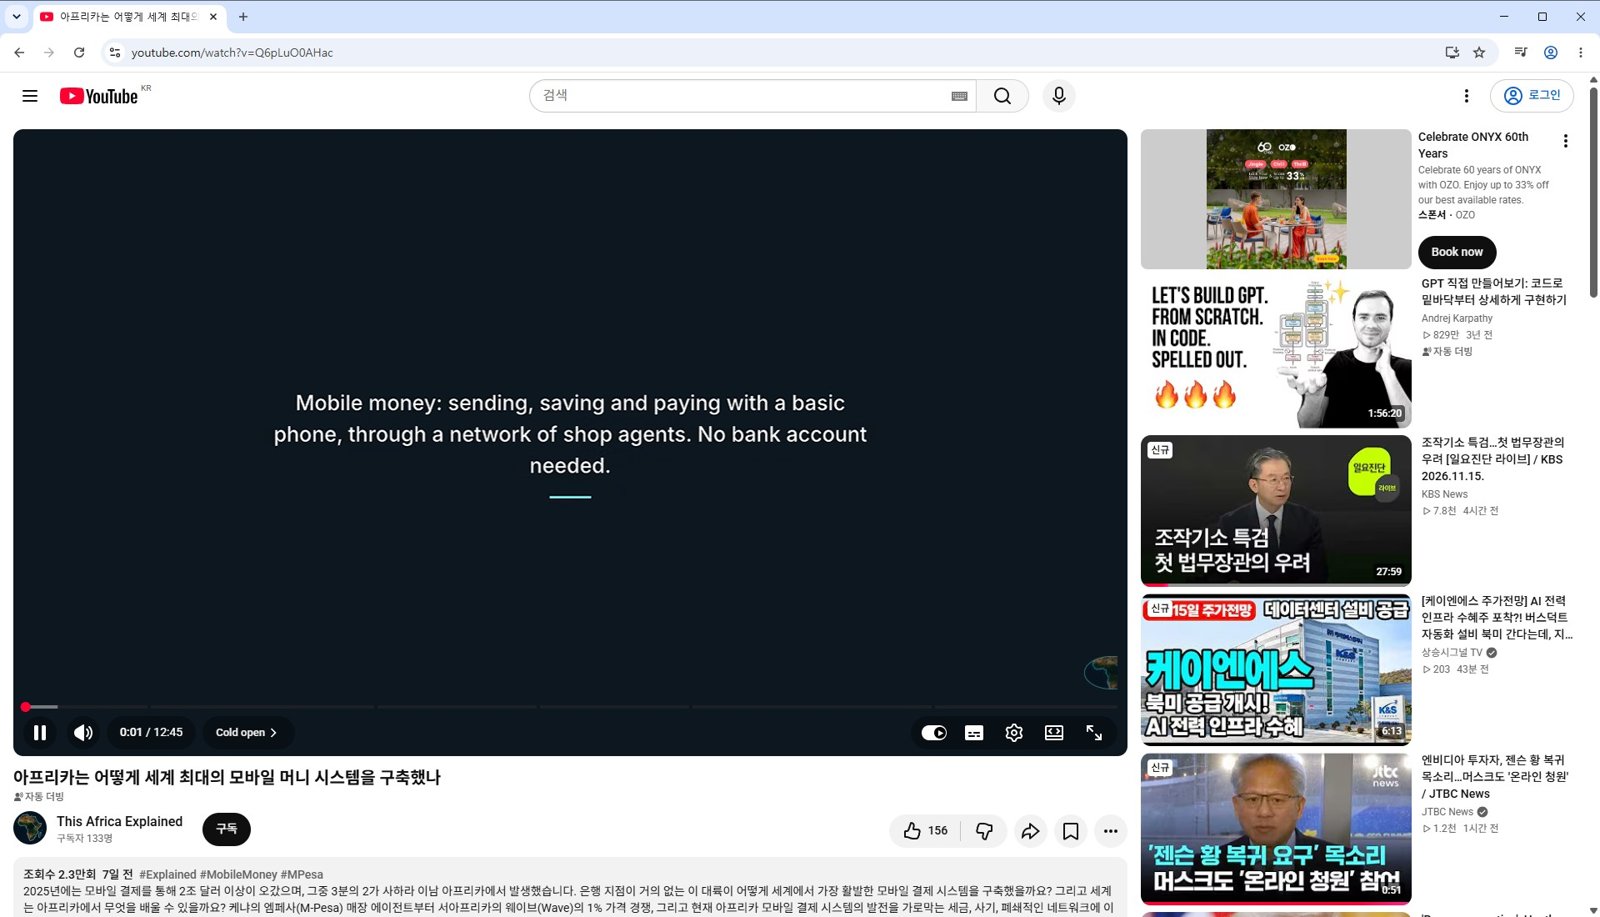 아프리카는 어떻게 세계 최대의
youtube.com/watch?v=Q6pLuO0AHac
YouTube KR
검색
로그인
Mobile money: sending, saving and paying with a basic
phone, through a network of shop agents. No bank account
needed.
0:01 / 12:45
Cold open
아프리카는 어떻게 세계 최대의 모바일 머니 시스템을 구축했나
자동 더빙
This Africa Explained
구독자 133명
구독
156
조회수 2.3만회 7일 전 #Explained #MobileMoney #MPesa
2025년에는 모바일 결제를 통해 2조 달러 이상이 오갔으며, 그중 3분의 2가 사하라 이남 아프리카에서 발생했습니다. 은행 지점이 거의 없는 이 대륙이 어떻게 세계에서 가장 활발한 모바일 결제 시스템을 구축했을까요? 그리고 세계
는 아프리카에서 무엇을 배울 수 있을까요? 케냐의 엠페사(M-Pesa) 매장 에이전트부터 서아프리카의 웨이브(Wave)의 1% 가격 경쟁, 그리고 현재 아프리카 모바일 결제 시스템의 발전을 가로막는 세금, 사기, 폐쇄적인 네트워크에 이
60 OZO
33%
Celebrate ONYX 60th
Years
Celebrate 60 years of ONYX
with OZO. Enjoy up to 33% off
our best available rates.
스폰서 · OZO
Book now
LET'S BUILD GPT.
FROM SCRATCH.
IN CODE.
SPELLED OUT.
1:56:20
GPT 직접 만들어보기: 코드로
밑바닥부터 상세하게 구현하기
Andrej Karpathy
829만 3년 전
자동 더빙
신규
일요진단
라이브
조작기소 특검
첫 법무장관의 우려
27:59
조작기소 특검...첫 법무장관의
우려 [일요진단 라이브] / KBS
2026.11.15.
KBS News
7.8천 4시간 전
신규
15일 주가전망
데이터센터 설비 공급
케이엔에스
북미 공급 개시!
AI 전력 인프라 수혜
K&S
6:13
[케이엔에스 주가전망] AI 전력
인프라 수혜주 포착?! 버스덕트
자동화 설비 북미 간다는데, 지...
상승시그널 TV
203 43분 전
신규
jtbc
news
'젠슨 황 복귀 요구' 목소리
머스크도 '온라인 청원' 참여
0:51
엔비디아 투자자, 젠슨 황 복귀
목소리...머스크도 '온라인 청원'
/ JTBC News
JTBC News
1.2천 1시간 전